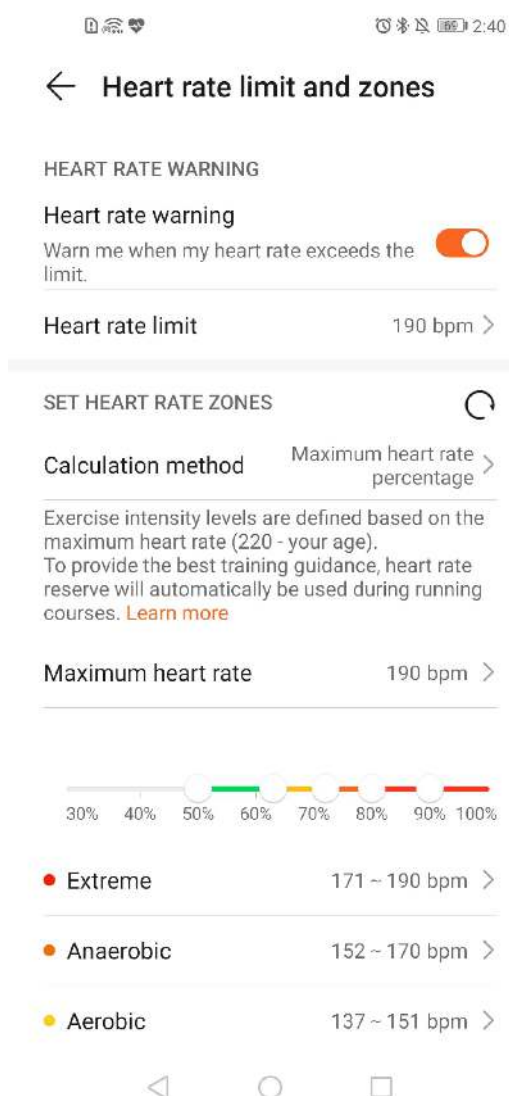 69 2:40
Heart rate limit and zones
HEART RATE WARNING
Heart rate warning
Warn me when my heart rate exceeds the
limit.
Heart rate limit 190 bpm
SET HEART RATE ZONES
Calculation method Maximum heart rate
percentage
Exercise intensity levels are defined based on the
maximum heart rate (220 - your age).
To provide the best training guidance, heart rate
reserve will automatically be used during running
courses. Learn more
Maximum heart rate 190 bpm
30% 40% 50% 60% 70% 80% 90% 100%
Extreme 171 ~ 190 bpm
Anaerobic 152 ~ 170 bpm
Aerobic 137 ~ 151 bpm